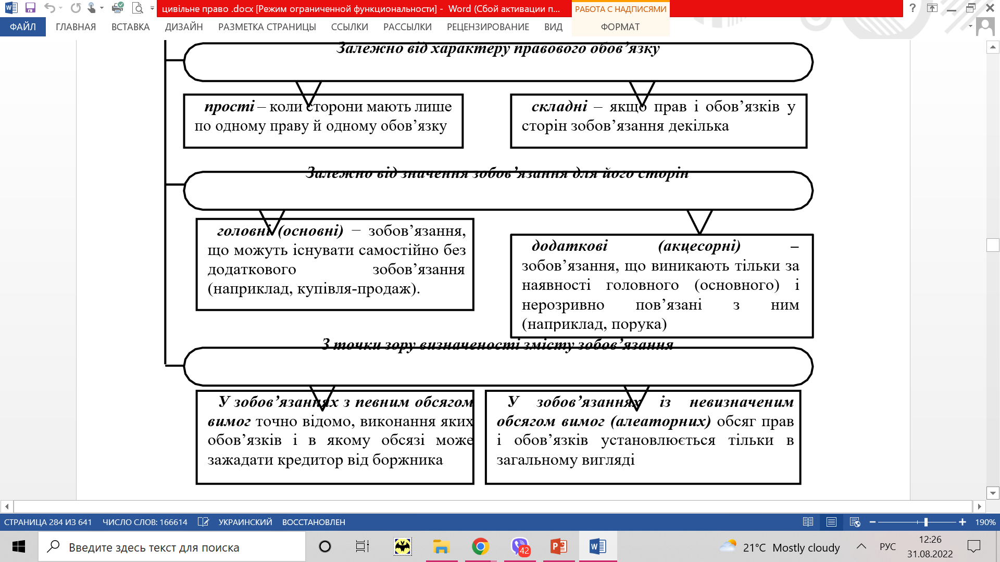 цивільне право .docx [Режим ограниченной функциональности] - Word (Сбой активации п...
РАБОТА С НАДПИСЯМИ
ФАЙЛ ГЛАВНАЯ ВСТАВКА ДИЗАЙН РАЗМЕТКА СТРАНИЦЫ ССЫЛКИ РАССЫЛКИ РЕЦЕНЗИРОВАНИЕ ВИД ФОРМАТ
Залежно від характеру правового обов’язку
прості – коли сторони мають лише
по одному праву й одному обов’язку
складні – якщо прав і обов’язків у
сторін зобов’язання декілька
Залежно від значення зобов’язання для його сторін
головні (основні) − зобов’язання,
що можуть існувати самостійно без
додаткового зобов’язання
(наприклад, купівля-продаж).
додаткові (акцесорні) –
зобов’язання, що виникають тільки за
наявності головного (основного) і
нерозривно пов’язані з ним
(наприклад, порука)
З точки зору визначеності змісту зобов’язання
У зобов’язаннях з певним обсягом
вимог точно відомо, виконання яких
обов’язків і в якому обсязі може
зажадати кредитор від боржника
У зобов’язаннях із невизначеним
обсягом вимог (алеаторних) обсяг прав
і обов’язків установлюється тільки в
загальному вигляді
СТРАНИЦА 284 ИЗ 641 ЧИСЛО СЛОВ: 166614 УКРАИНСКИЙ ВОССТАНОВЛЕН 190%
Введите здесь текст для поиска
42
21°C Mostly cloudy
РУС
12:26
31.08.2022